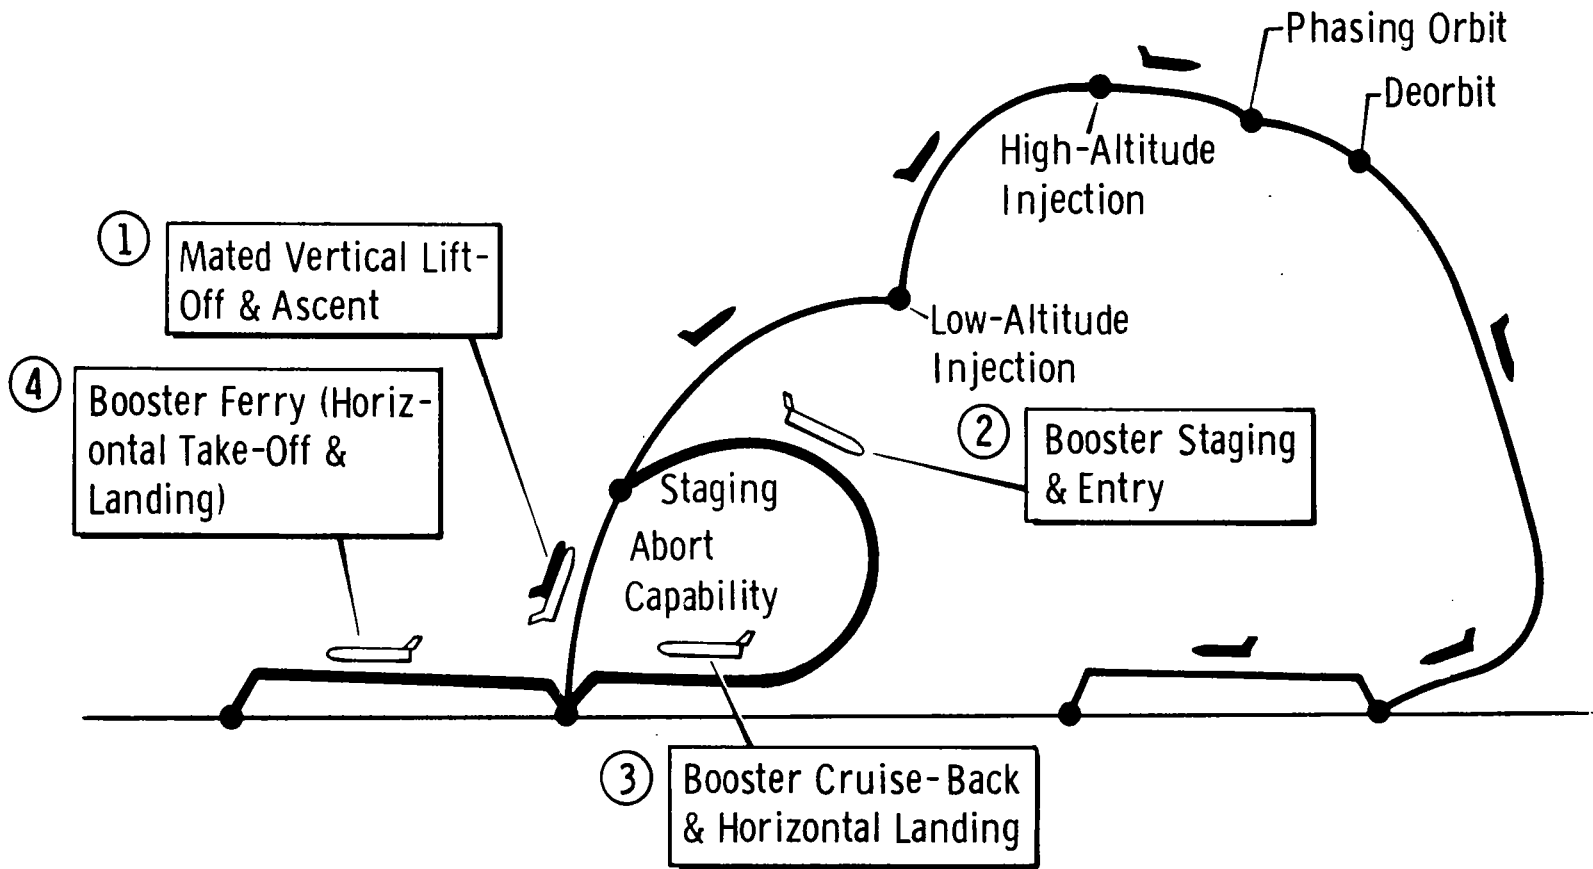 Phasing Orbit
Deorbit
High-Altitude
Injection
1
Mated Vertical Lift-
Off & Ascent
Low-Altitude
Injection
4
Booster Ferry (Horiz-
ontal Take-Off &
Landing)
2
Booster Staging
& Entry
Staging
Abort
Capability
3
Booster Cruise-Back
& Horizontal Landing